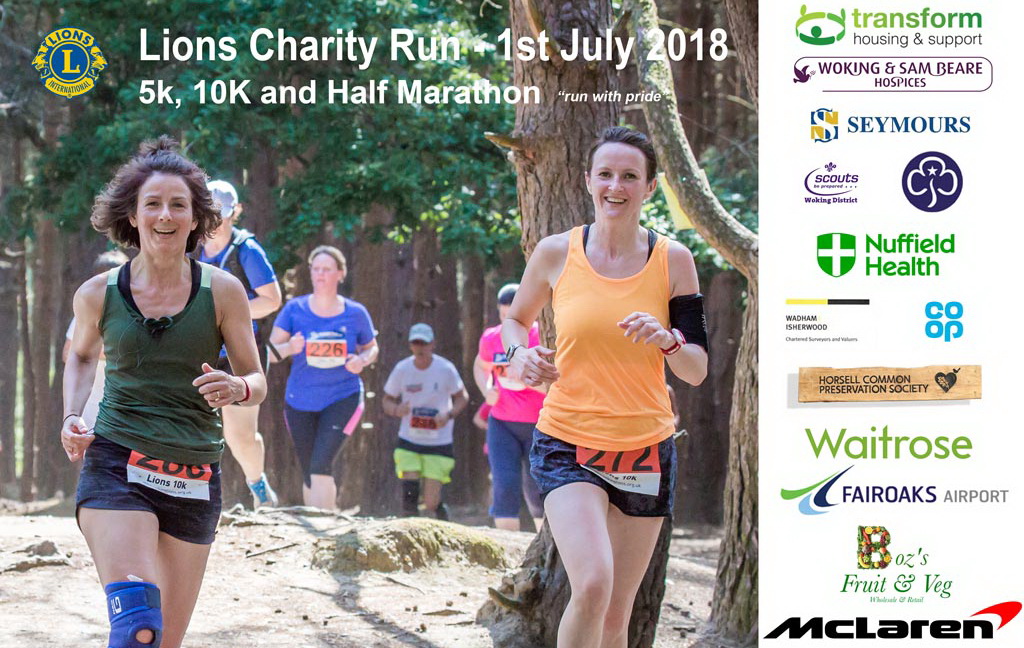 LIONS
L
INTERNATIONAL
Lions Charity Run - 1st July 2018
5k, 10K and Half Marathon "run with pride"
226
Lions 10k
272
10K
transform
housing & support
WOKING & SAM BEARE
HOSPICES
SEYMOURS
scouts
be prepared . . .
Woking District
Nuffield
Health
WADHAM
ISHERWOOD
Chartered Surveyors and Valuers
CO
OP
HORSELL COMMON
PRESERVATION SOCIETY
Waitrose
FAIROAKS AIRPORT
Boz's
Fruit & Veg
Wholesale & Retail
McLaren